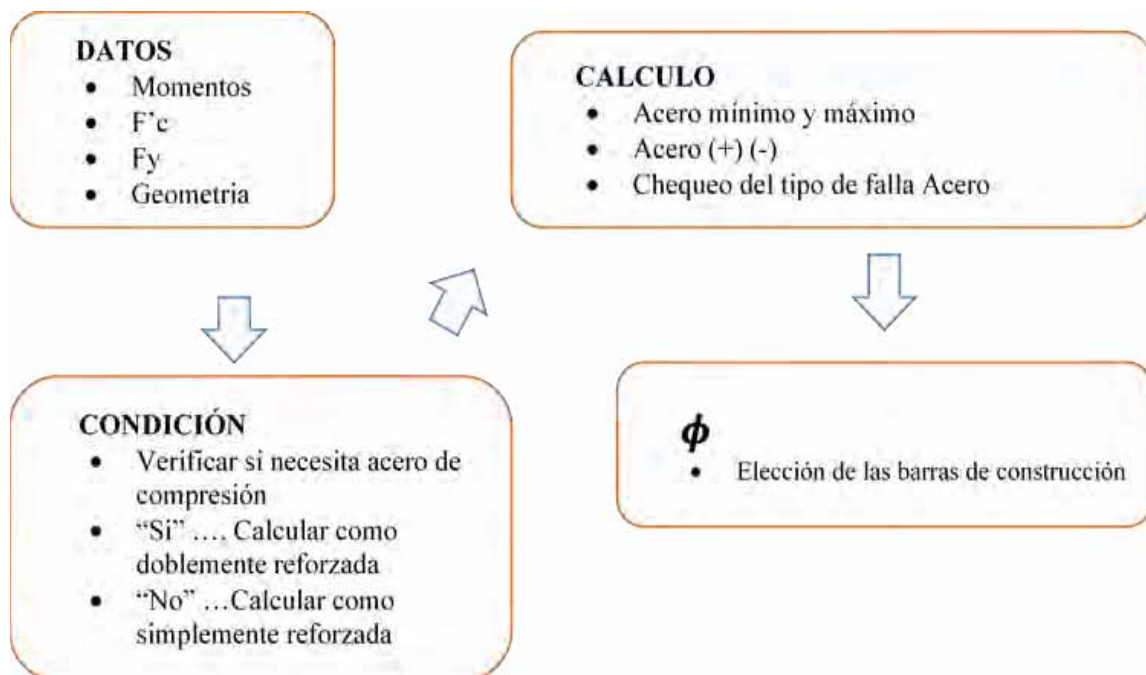 DATOS
• Momentos
• F’c
• Fy
• Geometria
CONDICIÓN
• Verificar si necesita acero de
compresión
• “Si” …. Calcular como
doblemente reforzada
• “No” …Calcular como
simplemente reforzada
CALCULO
• Acero mínimo y máximo
• Acero (+) (-)
• Chequeo del tipo de falla Acero
ϕ
• Elección de las barras de construcción